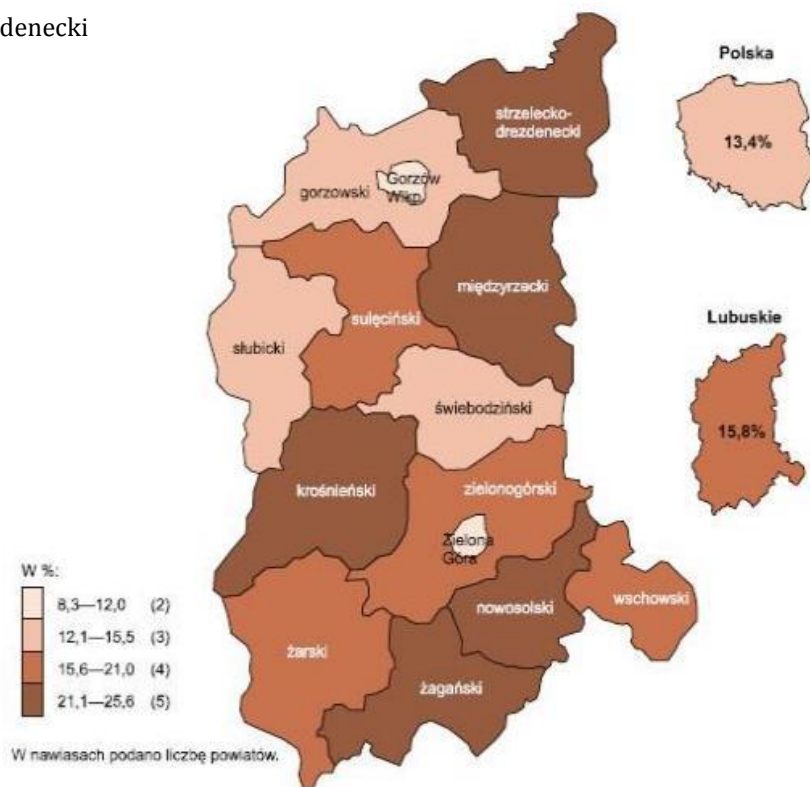 denecki
Polska
13,4%
strzelecko-
drezdenecki
gorzowski
Gorzów
Wlkp.
międzyrzecki
sulęciński
słubicki
Lubuskie
15,8%
świebodziński
krośnieński
zielonogórski
Zielona
Góra
nowosolski
wschowski
żarski
żagański
W %:
8,3—12,0 (2)
12,1—15,5 (3)
15,6—21,0 (4)
21,1—25,6 (5)
W nawiasach podano liczbę powiatów.